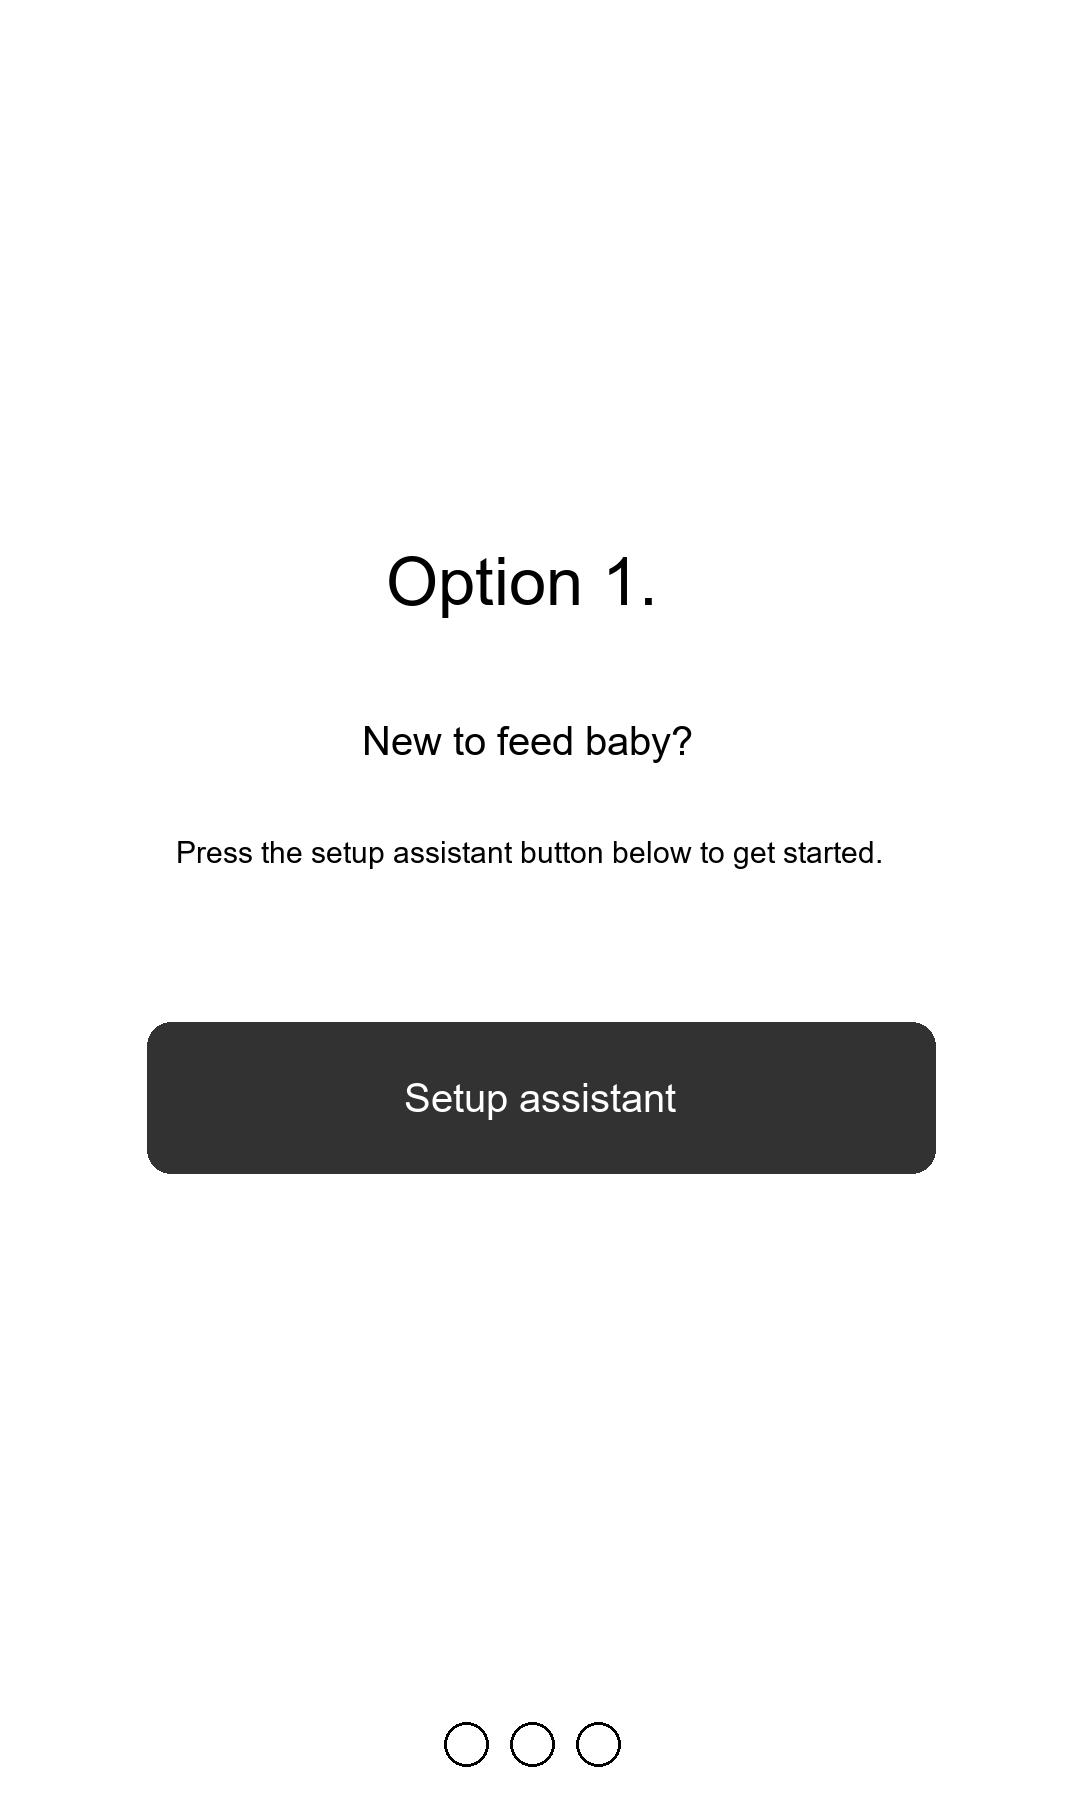 Option 1.
New to feed baby?
Press the setup assistant button below to get started.
Setup assistant